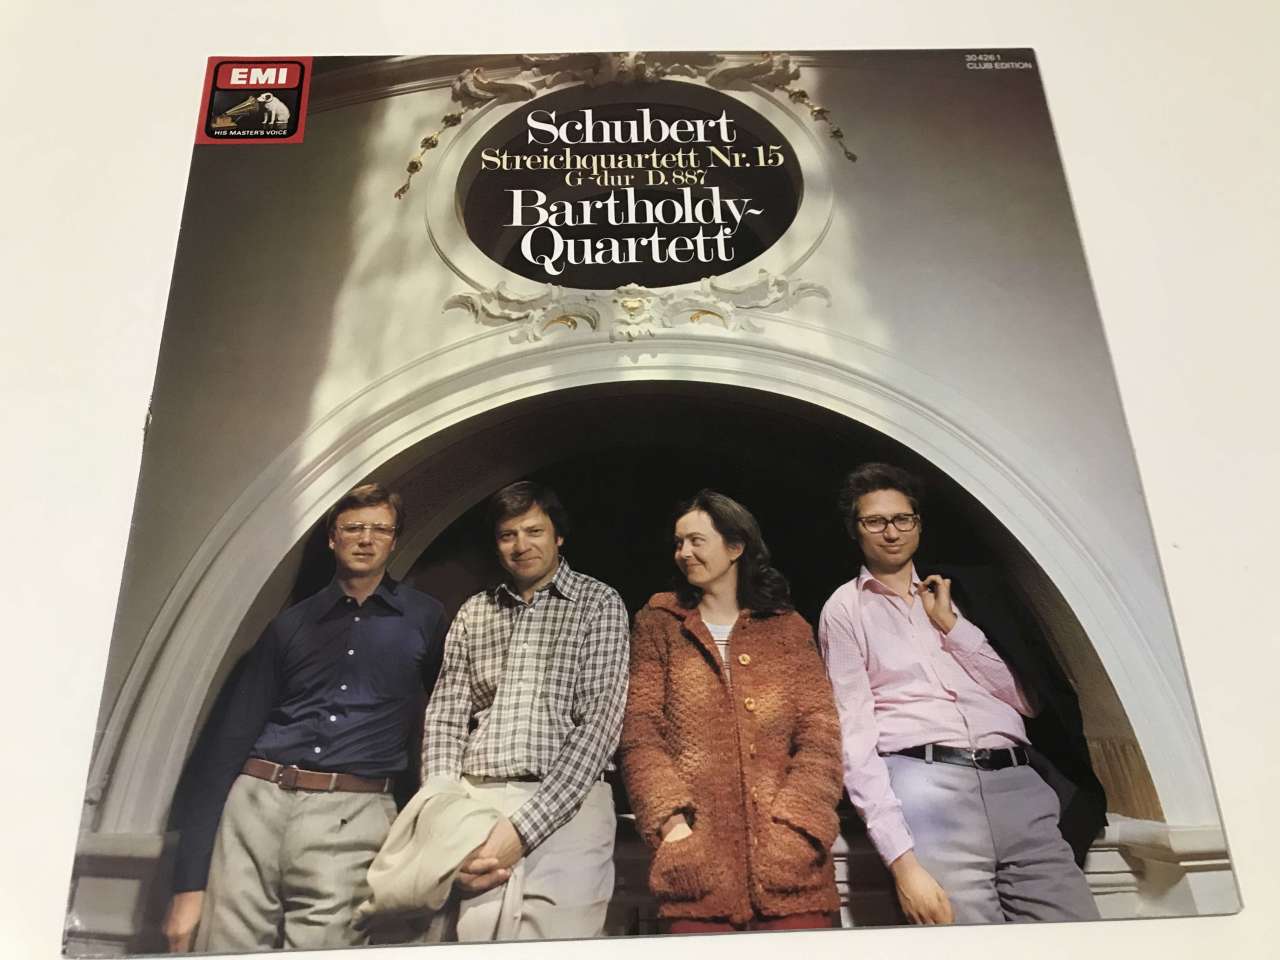 EMI
HIS MASTER'S VOICE
30 426 1
CLUB EDITION
Schubert
Streichquartett Nr. 15
G-dur D. 887
Bartholdy-
Quartett